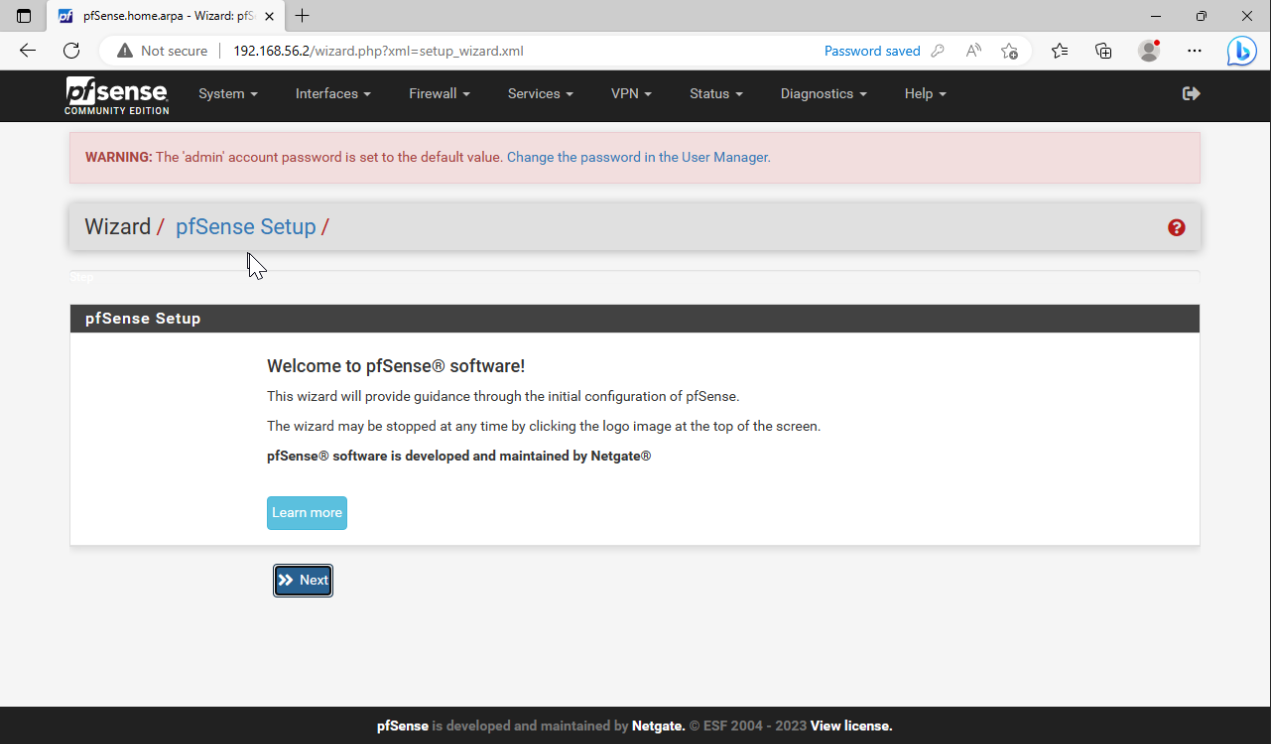 pfSense.home.arpa - Wizard: pfS
Not secure
192.168.56.2/wizard.php?xml=setup_wizard.xml
Password saved
pfsense
COMMUNITY EDITION
System
Interfaces
Firewall
Services
VPN
Status
Diagnostics
Help
WARNING: The 'admin' account password is set to the default value. Change the password in the User Manager.
Wizard / pfSense Setup /
Step
pfSense Setup
Welcome to pfSense® software!
This wizard will provide guidance through the initial configuration of pfSense.
The wizard may be stopped at any time by clicking the logo image at the top of the screen.
pfSense® software is developed and maintained by Netgate®
Learn more
Next
pfSense is developed and maintained by Netgate. © ESF 2004 - 2023 View license.